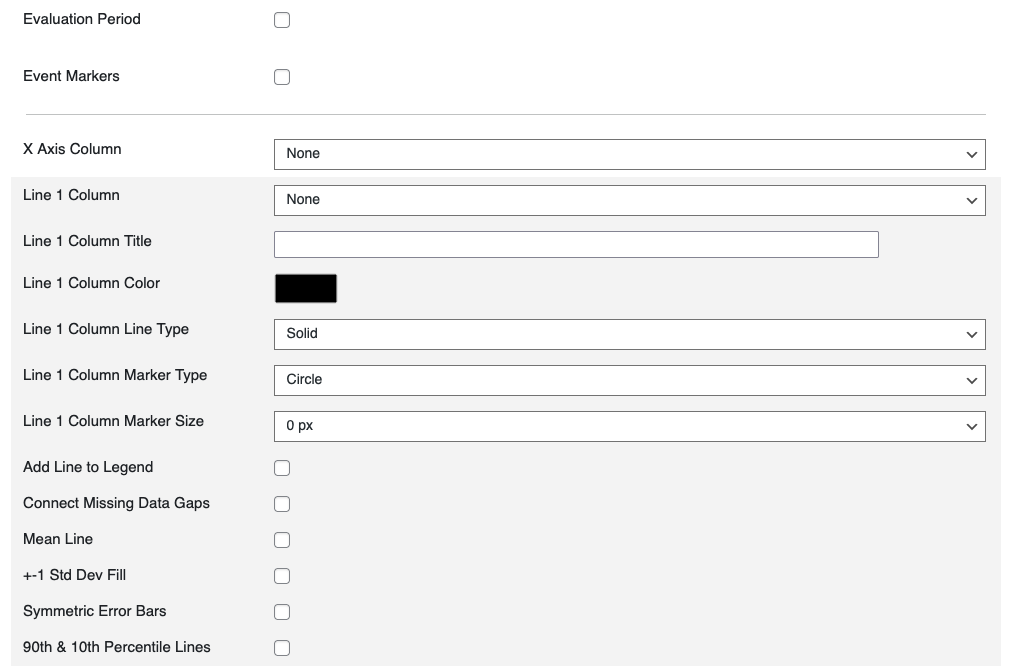 Evaluation Period
Event Markers
X Axis Column
None
Line 1 Column
None
Line 1 Column Title
Line 1 Column Color
Line 1 Column Line Type
Solid
Line 1 Column Marker Type
Circle
Line 1 Column Marker Size
0 px
Add Line to Legend
Connect Missing Data Gaps
Mean Line
+-1 Std Dev Fill
Symmetric Error Bars
90th & 10th Percentile Lines